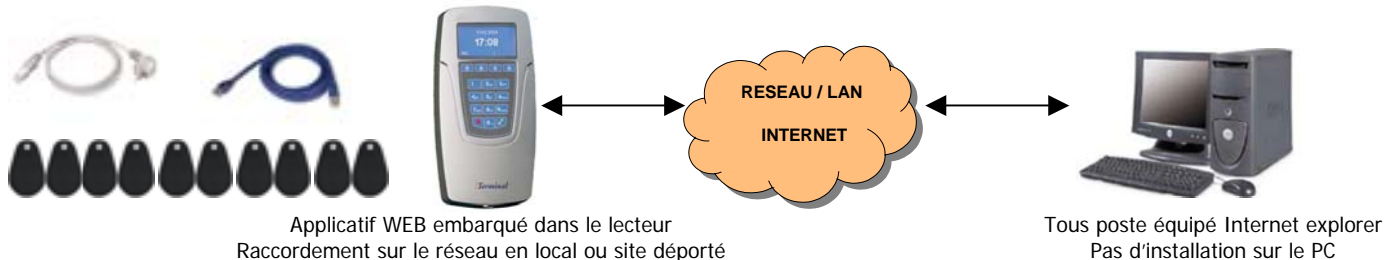 17:08
Terminal
RESEAU / LAN
INTERNET
Applicatif WEB embarqué dans le lecteur
Raccordement sur le réseau en local ou site déporté
Tous poste équipé Internet explorer
Pas d'installation sur le PC